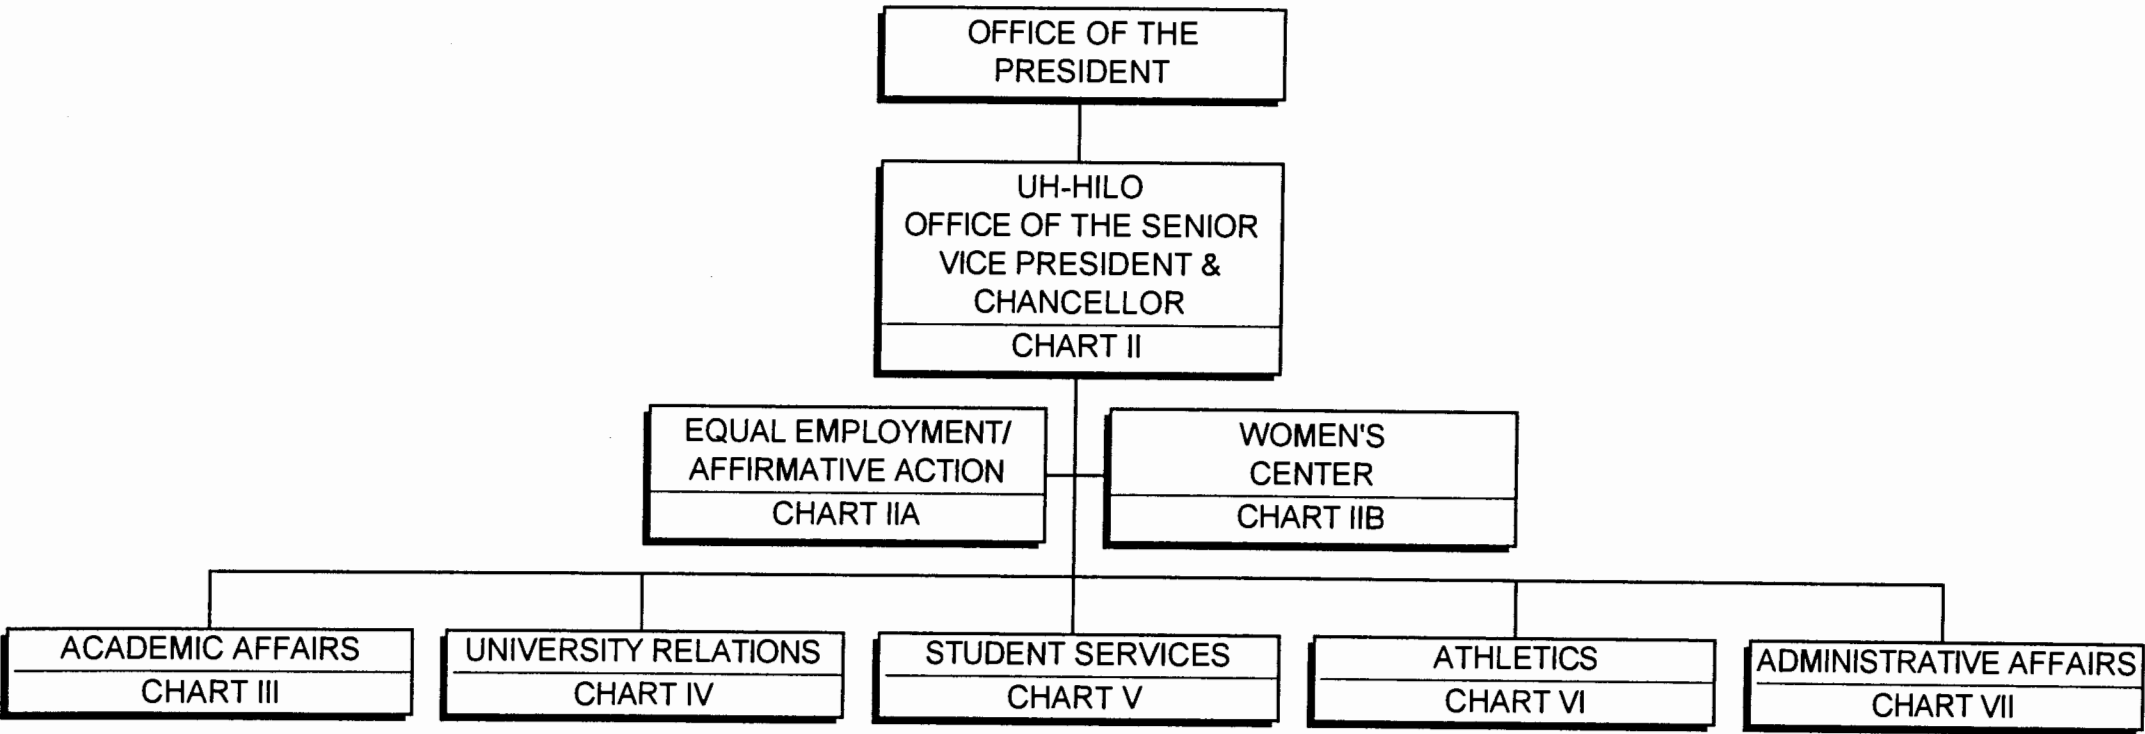 OFFICE OF THE
PRESIDENT
UH-HILO
OFFICE OF THE SENIOR
VICE PRESIDENT &
CHANCELLOR
CHART II
EQUAL EMPLOYMENT/
AFFIRMATIVE ACTION
CHART IIA
WOMEN'S
CENTER
CHART IIB
ACADEMIC AFFAIRS
CHART III
UNIVERSITY RELATIONS
CHART IV
STUDENT SERVICES
CHART V
ATHLETICS
CHART VI
ADMINISTRATIVE AFFAIRS
CHART VII